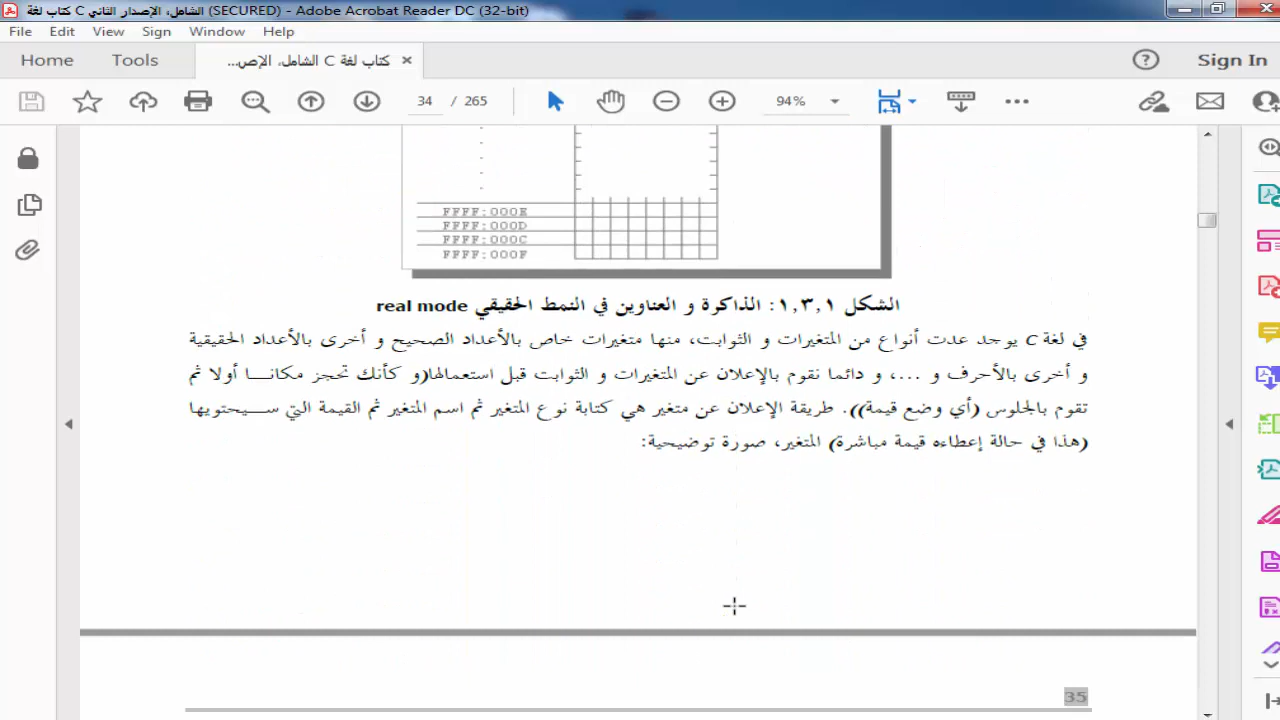 كتاب لغة C الشامل، الإصدار الثاني (SECURED) - Adobe Acrobat Reader DC (32-bit)
File Edit View Sign Window Help
Home Tools كتاب لغة C الشامل، الإص... × ? Sign In
34 / 265 94%
FFFF:000E
FFFF:000D
FFFF:000C
FFFF:000F
الشكل ١,٣,١: الذاكرة و العناوين في النمط الحقيقي real mode
في لغة C يوجد عدت أنواع من المتغيرات و الثوابت، منها متغيرات خاص بالأعداد الصحيح و أخرى بالأعداد الحقيقية
و أخرى بالأحرف و ...، و دائما نقوم بالإعلان عن المتغيرات و الثوابت قبل استعمالها(و كأنك تحجز مكانـــا أولا ثم
تقوم بالجلوس (أي وضع قيمة)). طريقة الإعلان عن متغير هي كتابة نوع المتغير ثم اسم المتغير ثم القيمة التي ســـيحتويها
(هذا في حالة إعطاءه قيمة مباشرة) المتغير، صورة توضيحية:
35